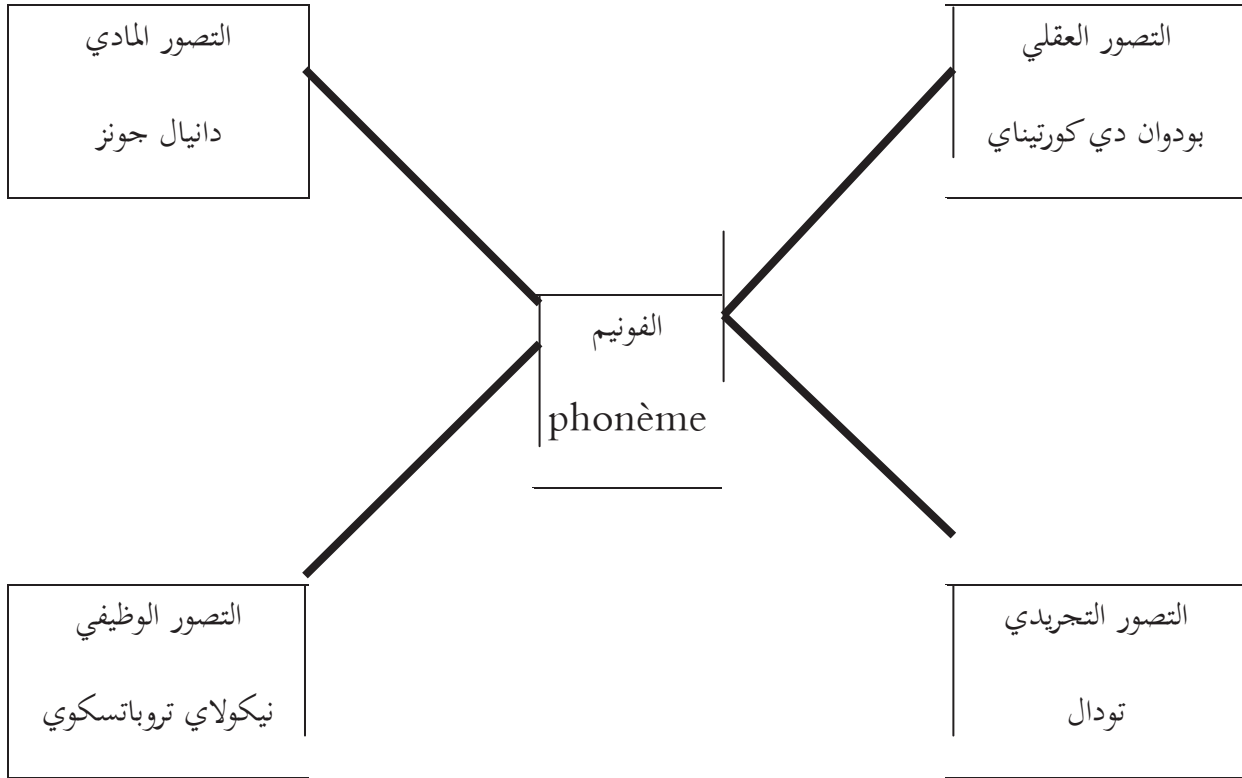 التصور العقلي
بودوان دي كورتيناي
التصور المادي
دانيال جونز
الفونيم
phonème
التصور التجريدي
تودال
التصور الوظيفي
نيكولاي تروباتسكوي